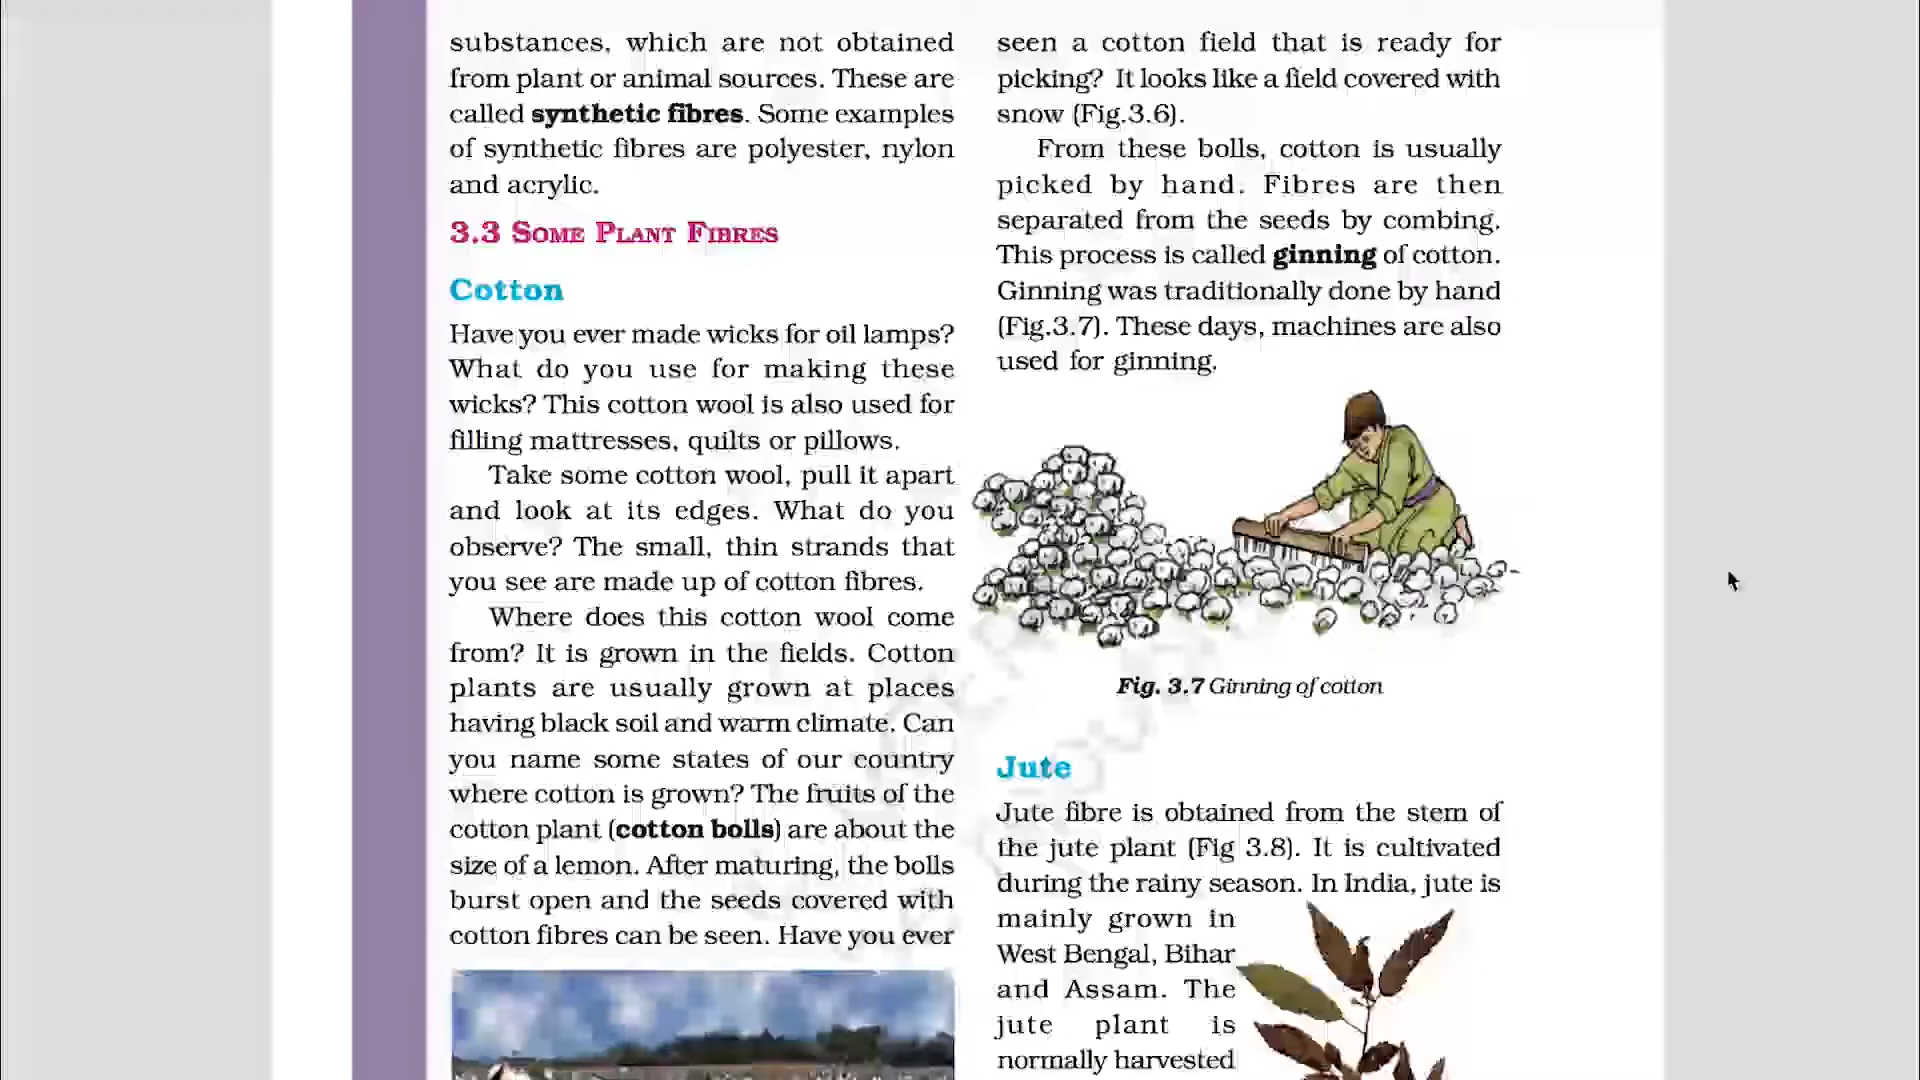 substances, which are not obtained
from plant or animal sources. These are
called synthetic fibres. Some examples
of synthetic fibres are polyester, nylon
and acrylic.
3.3 SOME PLANT FIBRES
Cotton
Have you ever made wicks for oil lamps?
What do you use for making these
wicks? This cotton wool is also used for
filling mattresses, quilts or pillows.
Take some cotton wool, pull it apart
and look at its edges. What do you
observe? The small, thin strands that
you see are made up of cotton fibres.
Where does this cotton wool come
from? It is grown in the fields. Cotton
plants are usually grown at places
having black soil and warm climate. Can
you name some states of our country
where cotton is grown? The fruits of the
cotton plant (cotton bolls) are about the
size of a lemon. After maturing, the bolls
burst open and the seeds covered with
cotton fibres can be seen. Have you ever
seen a cotton field that is ready for
picking? It looks like a field covered with
snow (Fig.3.6).
From these bolls, cotton is usually
picked by hand. Fibres are then
separated from the seeds by combing.
This process is called ginning of cotton.
Ginning was traditionally done by hand
(Fig.3.7). These days, machines are also
used for ginning.
Fig. 3.7 Ginning of cotton
Jute
Jute fibre is obtained from the stem of
the jute plant (Fig 3.8). It is cultivated
during the rainy season. In India, jute is
mainly grown in
West Bengal, Bihar
and Assam. The
jute plant is
normally harvested